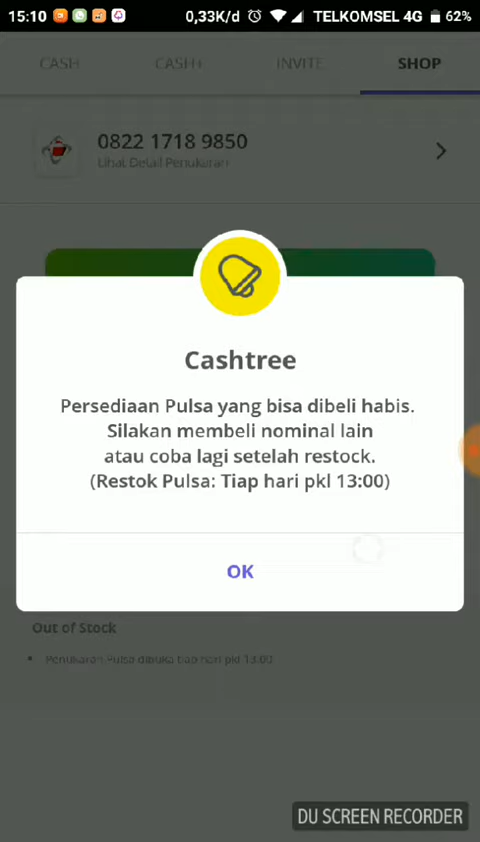 15:10 0,33K/d TELKOMSEL 4G 62%
CASH CASH+ INVITE SHOP
0822 1718 9850
Lihat Detail Penukaran
Cashtree
Persediaan Pulsa yang bisa dibeli habis.
Silakan membeli nominal lain
atau coba lagi setelah restock.
(Restok Pulsa: Tiap hari pkl 13:00)
OK
Out of Stock
• Penukaran Pulsa dibuka tiap hari pkl 13:00
DU SCREEN RECORDER